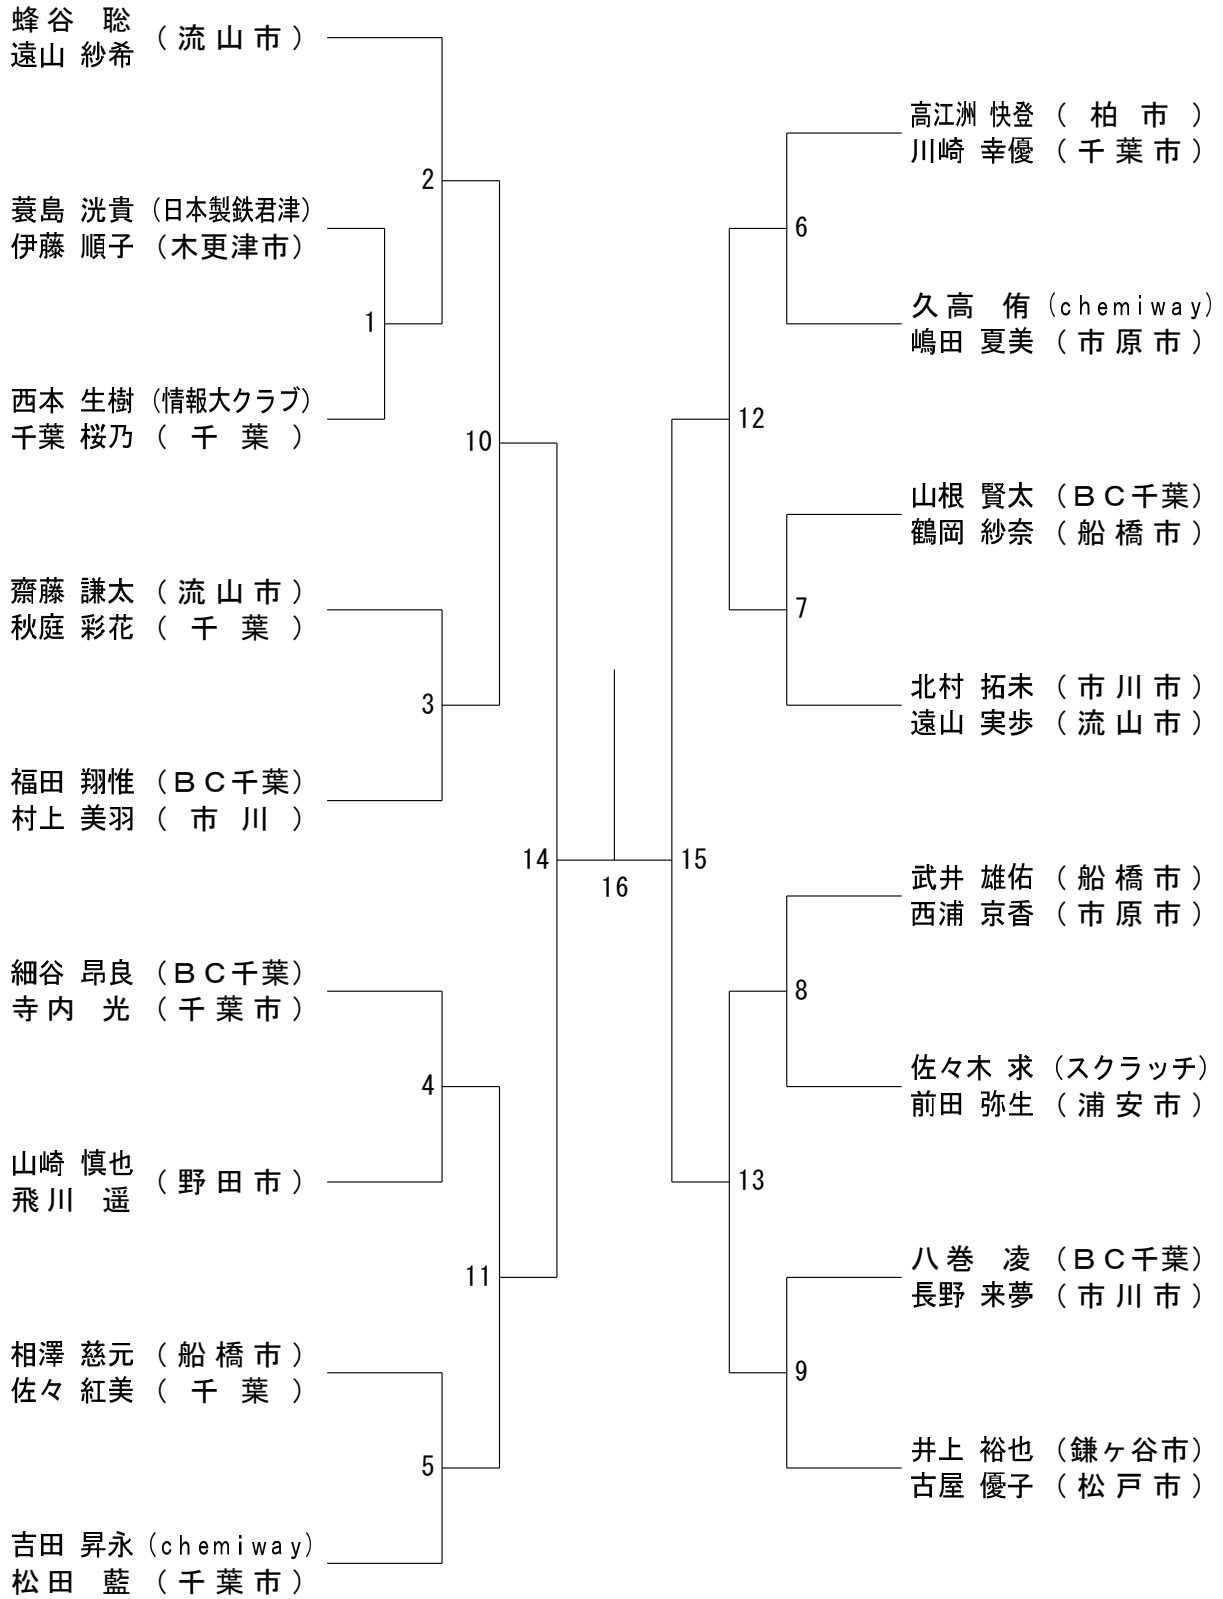 蜂谷 聡 (流山市)
遠山 紗希
2
蓑島 洸貴 (日本製鉄君津)
伊藤 順子 (木更津市)
1
西本 生樹 (情報大クラブ)
千葉 桜乃 (千葉)
10
齋藤 謙太 (流山市)
秋庭 彩花 (千葉)
3
福田 翔惟 (BC千葉)
村上 美羽 (市川)
14
細谷 昂良 (BC千葉)
寺内 光 (千葉市)
4
山崎 慎也 (野田市)
飛川 遥
11
相澤 慈元 (船橋市)
佐々 紅美 (千葉)
5
吉田 昇永 (chemiway)
松田 藍 (千葉市)
16
高江洲 快登 (柏市)
川崎 幸優 (千葉市)
6
久高 侑 (chemiway)
嶋田 夏美 (市原市)
12
山根 賢太 (BC千葉)
鶴岡 紗奈 (船橋市)
7
北村 拓未 (市川市)
遠山 実歩 (流山市)
15
武井 雄佑 (船橋市)
西浦 京香 (市原市)
8
佐々木 求 (スクラッチ)
前田 弥生 (浦安市)
13
八巻 凌 (BC千葉)
長野 来夢 (市川市)
9
井上 裕也 (鎌ヶ谷市)
古屋 優子 (松戸市)